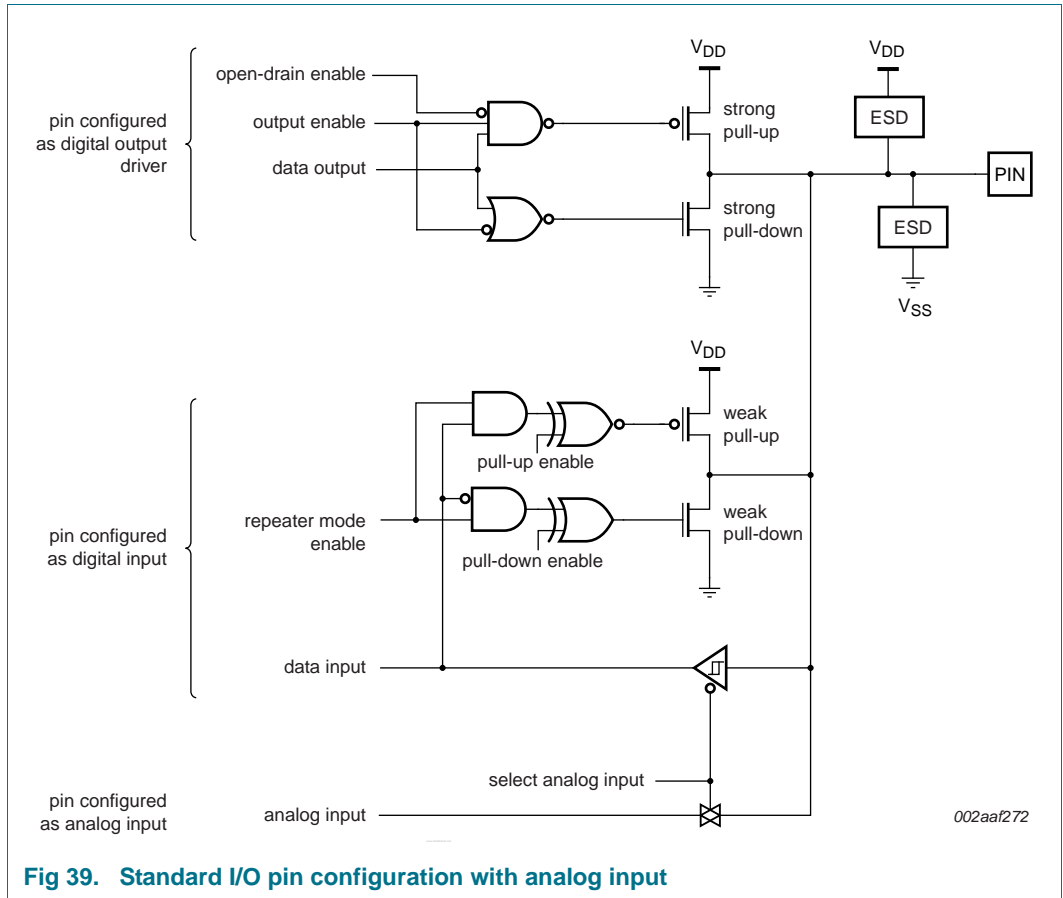 pin configured
as digital output
driver
open-drain enable
output enable
data output
VDD
strong
pull-up
strong
pull-down
VDD
ESD
PIN
ESD
VSS
pin configured
as digital input
VDD
weak
pull-up
pull-up enable
repeater mode
enable
weak
pull-down
pull-down enable
data input
select analog input
pin configured
as analog input
analog input
002aaf272
Fig 39. Standard I/O pin configuration with analog input